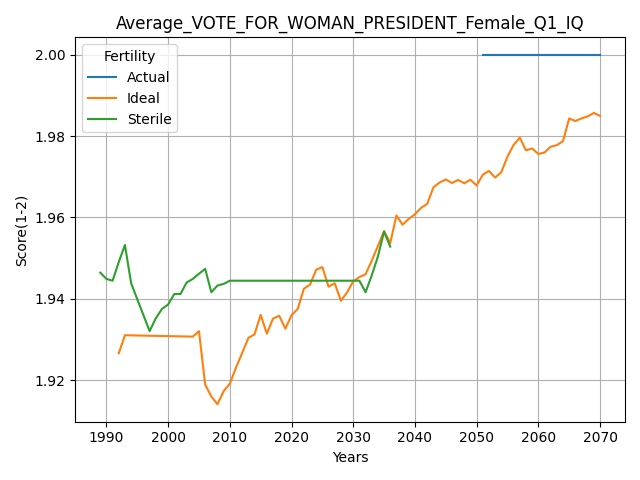 Average_VOTE_FOR_WOMAN_PRESIDENT_Female_Q1_IQ
Fertility
Actual
Ideal
Sterile
Score(1-2)
2.00
1.98
1.96
1.94
1.92
1990 2000 2010 2020 2030 2040 2050 2060 2070
Years